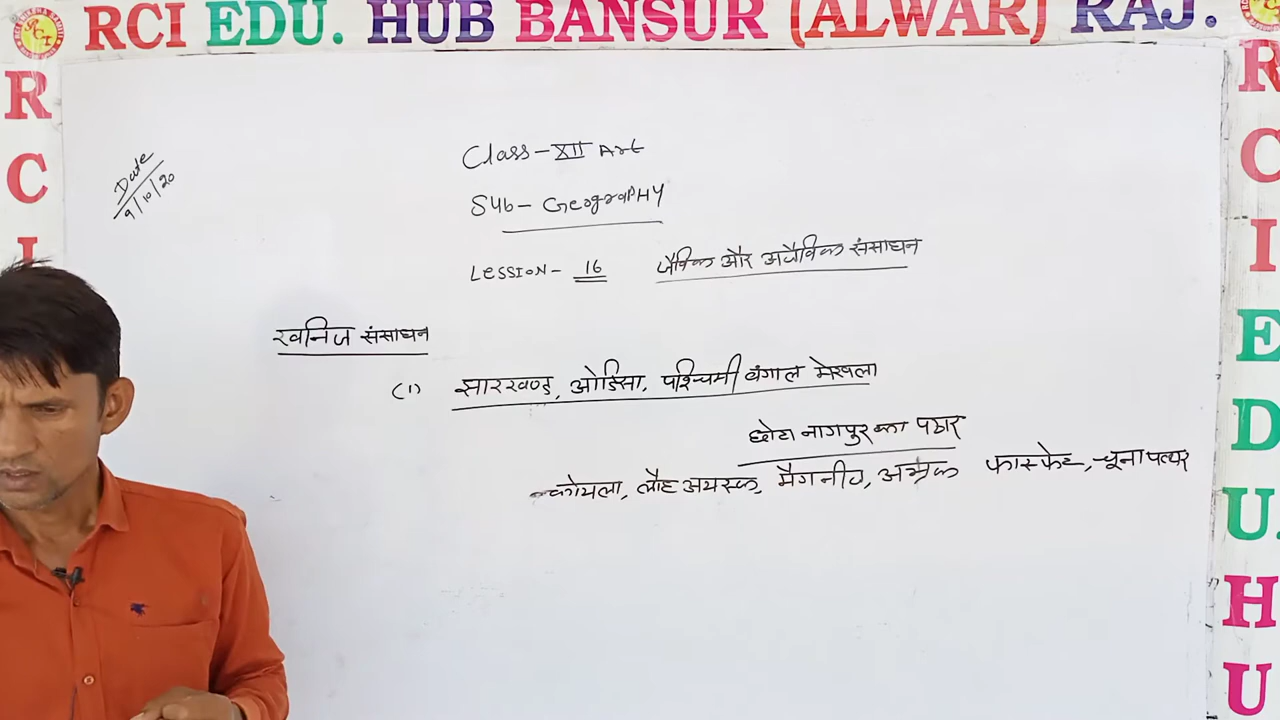 RCI EDU. HUB BANSUR (ALWAR) RAJ.
R
C
I
Date
9/10/20
Class-XII Art
Sub- GeograPHY
LESSION- 16 जैविक और अजैविक संसाधन
खनिज संसाधन
(1) झारखण्ड, ओडिसा, पश्चिमी बंगाल मेखला
छोटा नागपुर का पठार
कोयला, लौह अयस्क, मैगनीज, अभ्रक फास्फेट, चूना पत्थर
R
C
I
E
D
U.
H
U